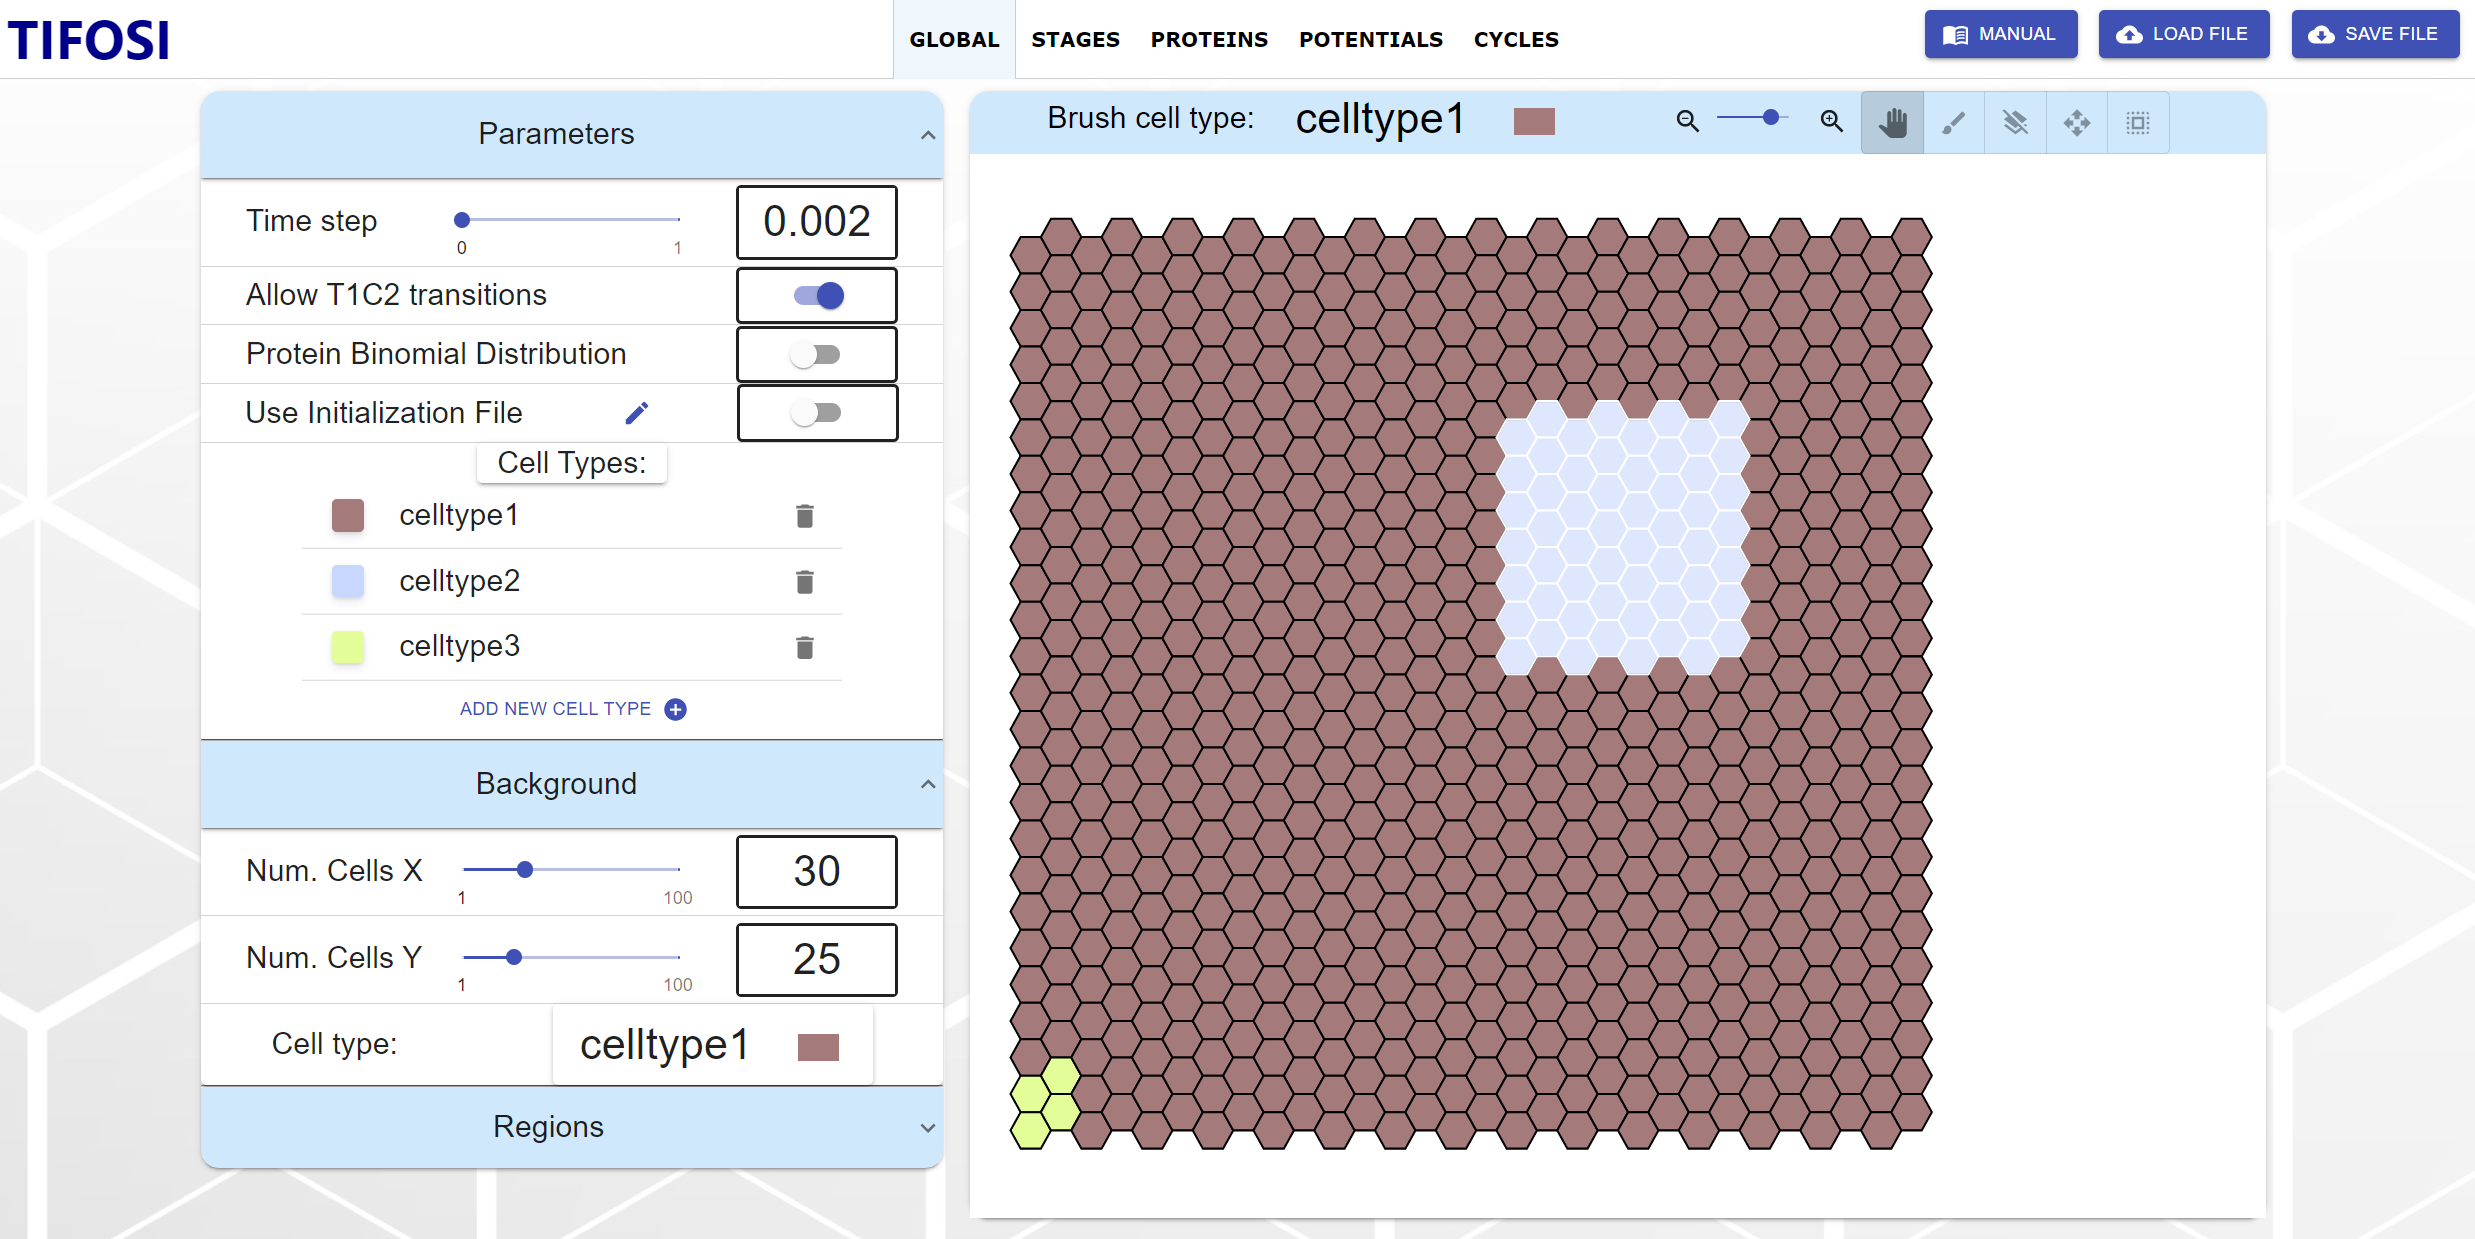 TIFOSI
GLOBAL STAGES PROTEINS POTENTIALS CYCLES
MANUAL LOAD FILE SAVE FILE
Parameters
Time step 0.002
0 1
Allow T1C2 transitions
Protein Binomial Distribution
Use Initialization File
Cell Types:
celltype1
celltype2
celltype3
ADD NEW CELL TYPE
Background
Num. Cells X 30
1 100
Num. Cells Y 25
1 100
Cell type: celltype1
Regions
Brush cell type: celltype1